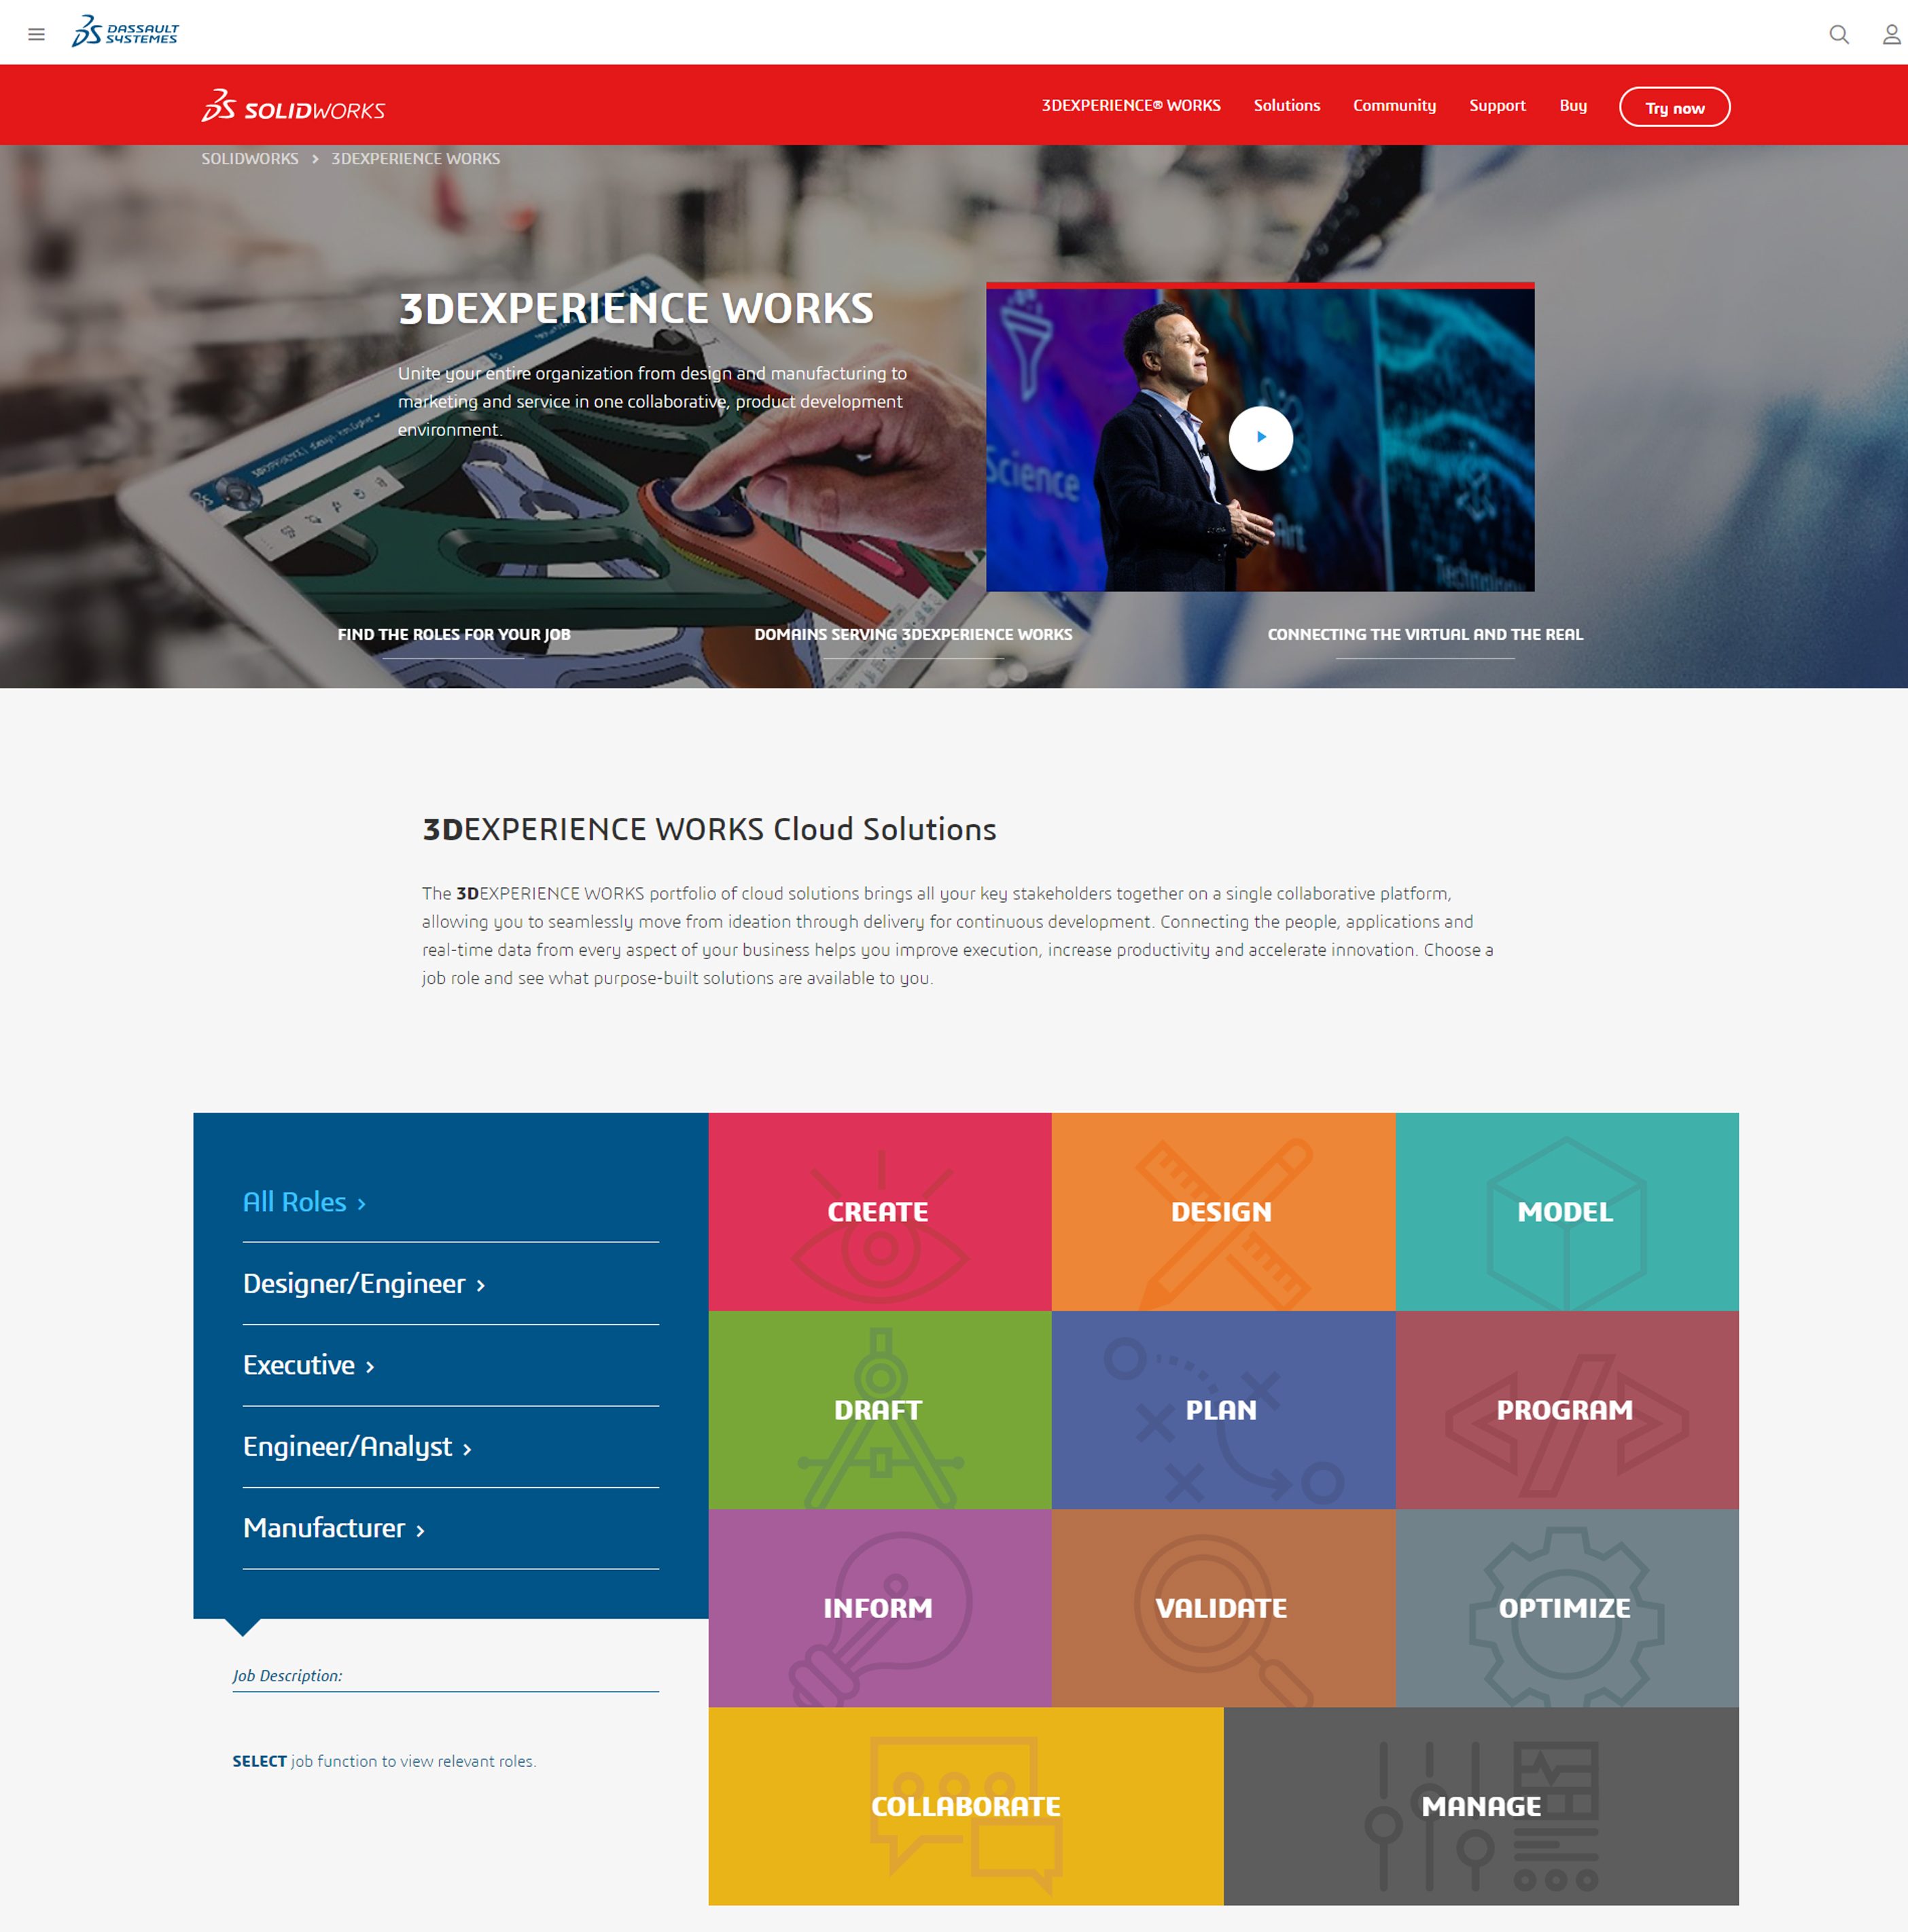 DASSAULT
SYSTEMES
SOLIDWORKS
3DEXPERIENCE® WORKS Solutions Community Support Buy Try now
SOLIDWORKS > 3DEXPERIENCE WORKS
3DEXPERIENCE WORKS
Unite your entire organization from design and manufacturing to
marketing and service in one collaborative, product development
environment.
Science
Art
Technology
FIND THE ROLES FOR YOUR JOB
DOMAINS SERVING 3DEXPERIENCE WORKS
CONNECTING THE VIRTUAL AND THE REAL
3DEXPERIENCE WORKS Cloud Solutions
The 3DEXPERIENCE WORKS portfolio of cloud solutions brings all your key stakeholders together on a single collaborative platform,
allowing you to seamlessly move from ideation through delivery for continuous development. Connecting the people, applications and
real-time data from every aspect of your business helps you improve execution, increase productivity and accelerate innovation. Choose a
job role and see what purpose-built solutions are available to you.
All Roles >
Designer/Engineer >
Executive >
Engineer/Analyst >
Manufacturer >
Job Description:
SELECT job function to view relevant roles.
CREATE
DESIGN
MODEL
DRAFT
PLAN
PROGRAM
INFORM
VALIDATE
OPTIMIZE
COLLABORATE
MANAGE